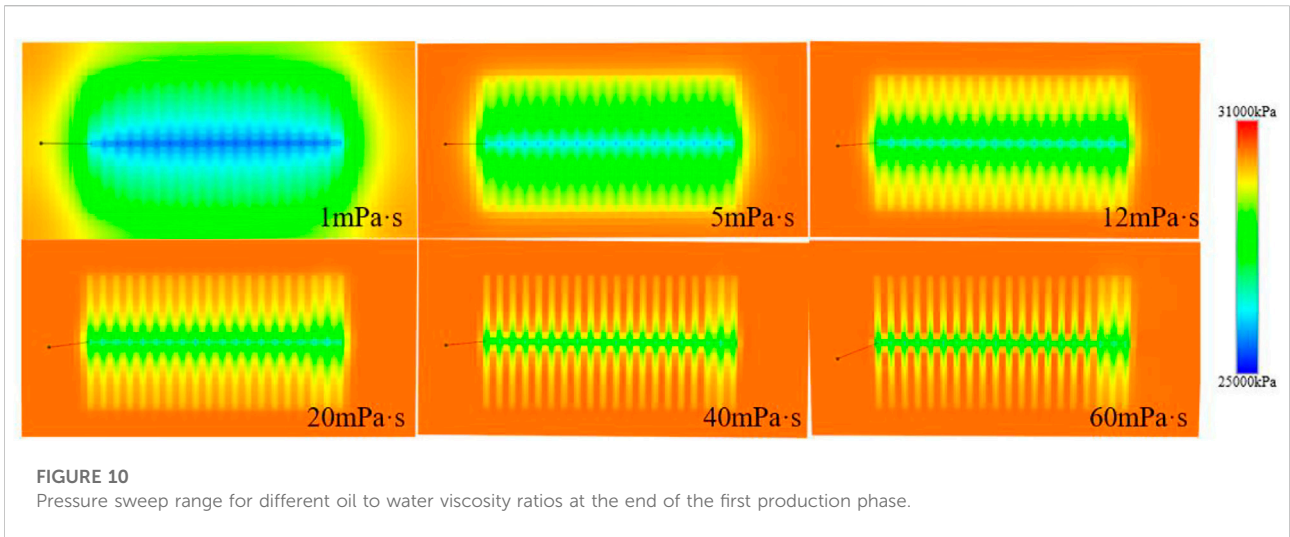 1mPa·s
5mPa·s
12mPa·s
31000kPa
25000kPa
20mPa·s
40mPa·s
60mPa·s
FIGURE 10
Pressure sweep range for different oil to water viscosity ratios at the end of the first production phase.